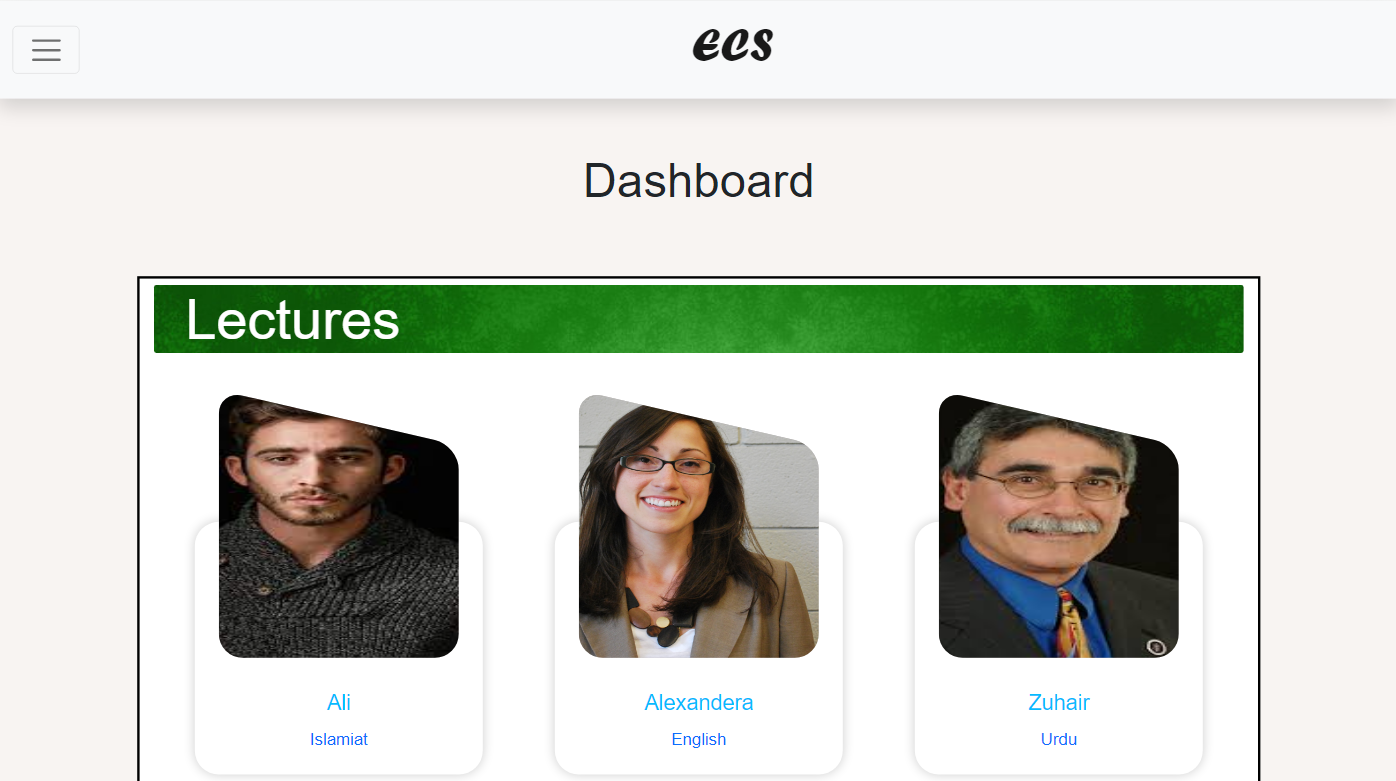 ECS
Dashboard
Lectures
Ali
Islamiat
Alexandera
English
Zuhair
Urdu